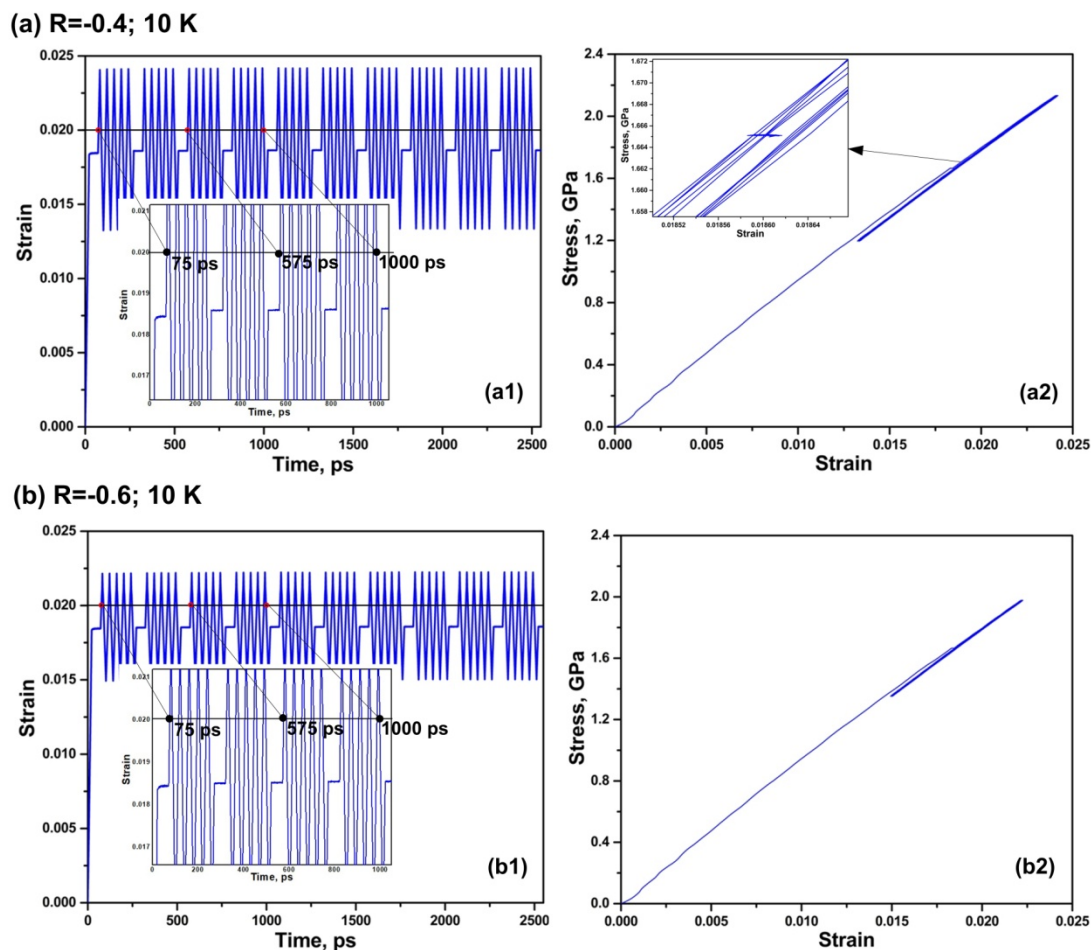 (a) R=-0.4; 10 K
0.025
0.020
0.015
0.010
0.005
0.000
Strain
0 500 1000 1500 2000 2500
Time, ps
(a1)
0.021
0.020
0.019
0.018
0.017
Strain
0 200 400 600 800 1000
Time, ps
75 ps
575 ps
1000 ps
2.4
2.0
1.6
1.2
0.8
0.4
0.0
Stress, GPa
0.000 0.005 0.010 0.015 0.020 0.025
Strain
(a2)
1.672
1.670
1.668
1.666
1.664
1.662
1.660
1.658
Stress, GPa
0.01852 0.01856 0.01860 0.01864
Strain
(b) R=-0.6; 10 K
0.025
0.020
0.015
0.010
0.005
0.000
Strain
0 500 1000 1500 2000 2500
Time, ps
(b1)
0.021
0.020
0.019
0.018
0.017
Strain
0 200 400 600 800 1000
Time, ps
75 ps
575 ps
1000 ps
2.4
2.0
1.6
1.2
0.8
0.4
0.0
Stress, GPa
0.000 0.005 0.010 0.015 0.020 0.025
Strain
(b2)